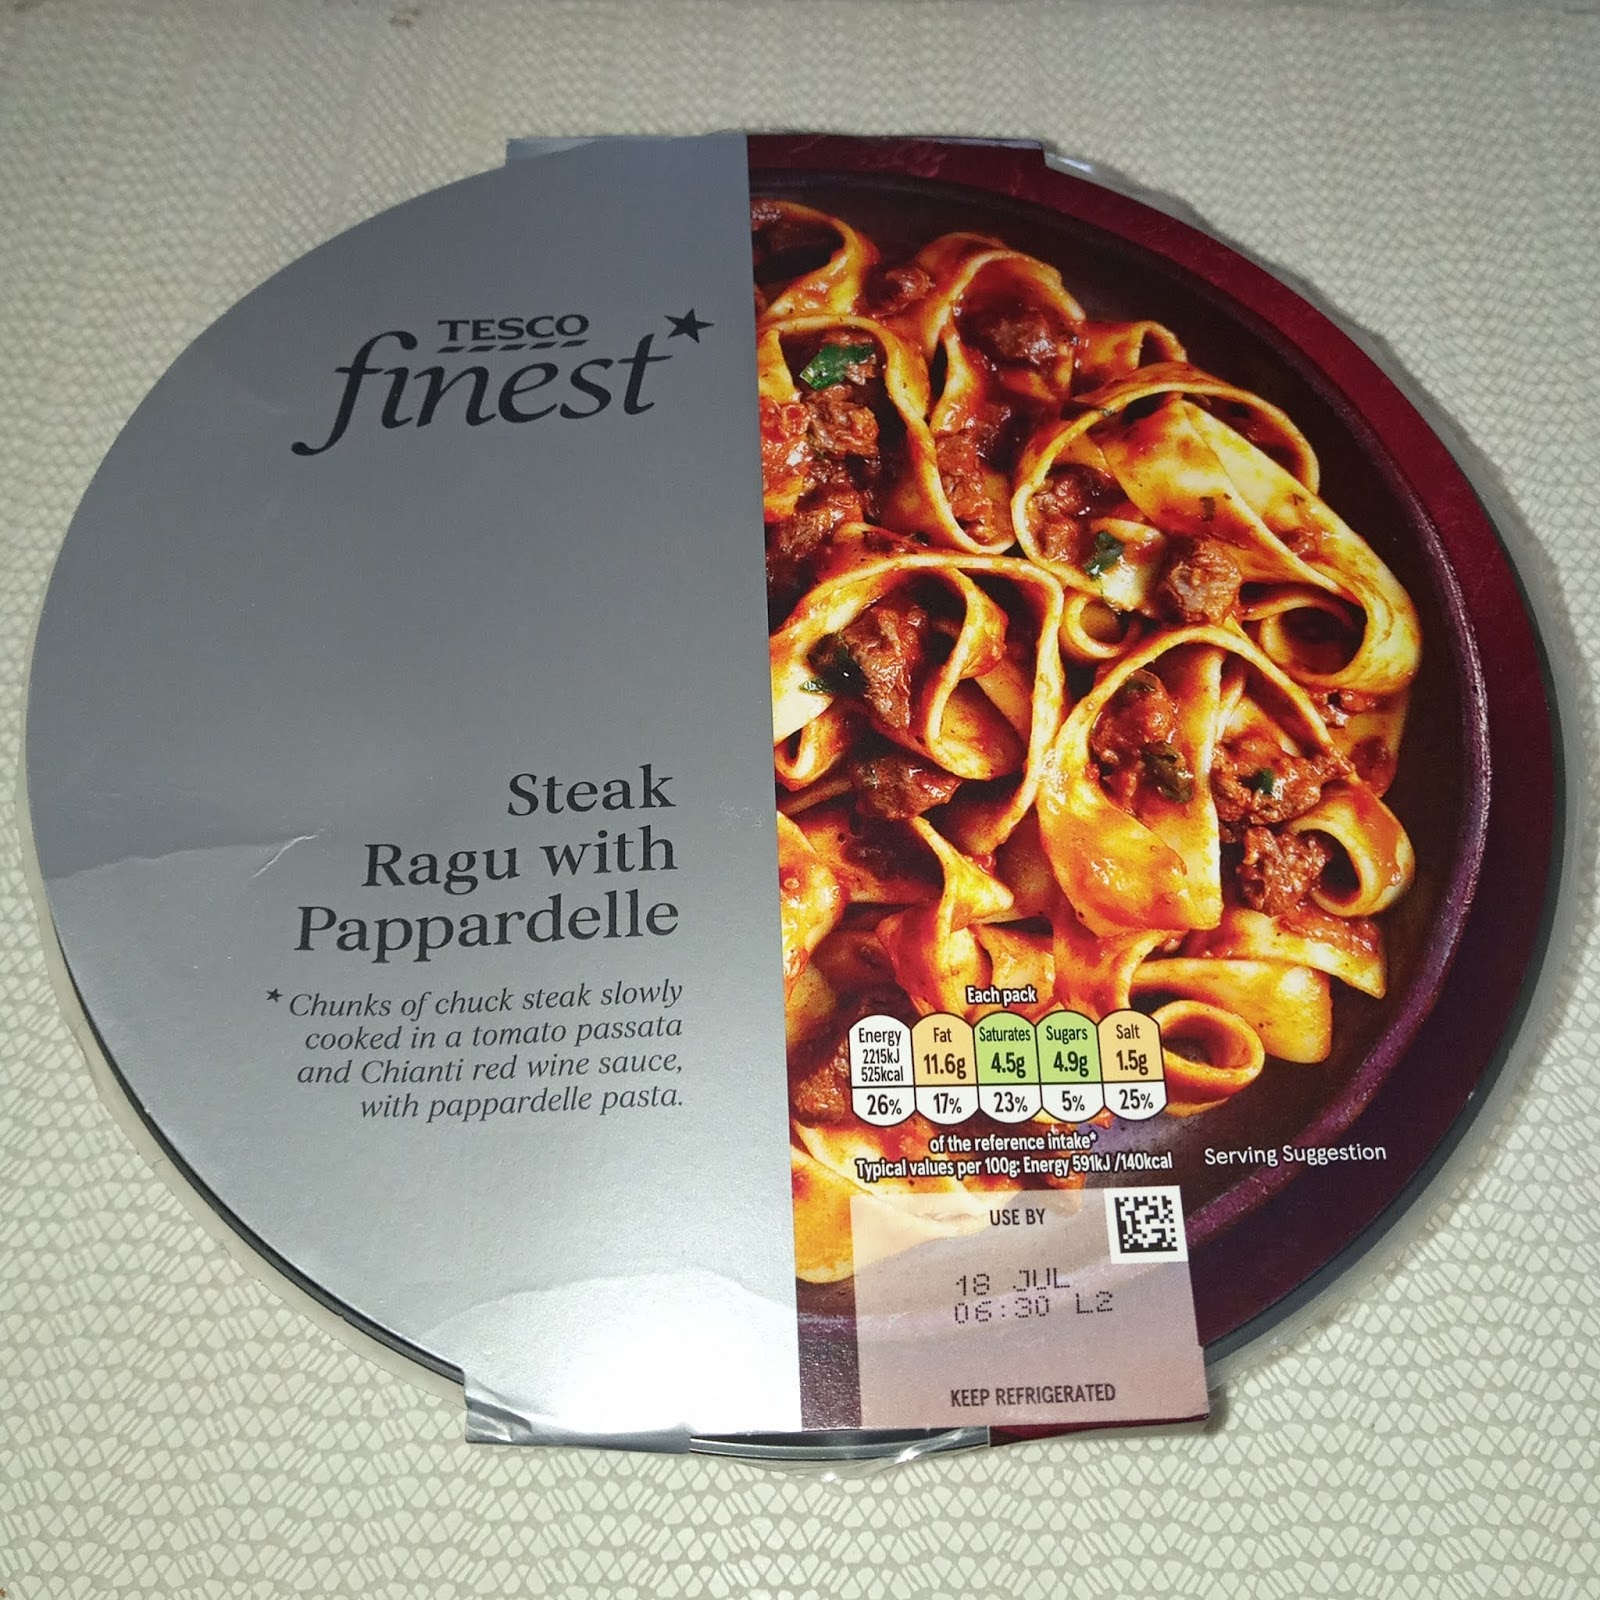 TESCO
finest*
Steak
Ragu with
Pappardelle
*Chunks of chuck steak slowly
cooked in a tomato passata
and Chianti red wine sauce,
with pappardelle pasta.
Each pack
Energy Fat Saturates Sugars Salt
2215kJ
525kcal 11.6g 4.5g 4.9g 1.5g
26% 17% 23% 5% 25%
of the reference intake*
Typical values per 100g: Energy 591kJ/140kcal
Serving Suggestion
USE BY
18 JUL
06:30 L2
KEEP REFRIGERATED